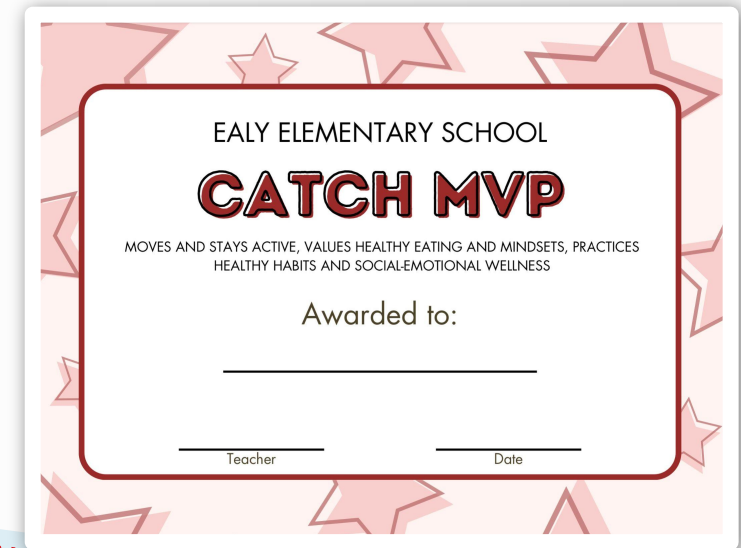 EALY ELEMENTARY SCHOOL
CATCH MVP
MOVES AND STAYS ACTIVE, VALUES HEALTHY EATING AND MINDSETS, PRACTICES
HEALTHY HABITS AND SOCIAL-EMOTIONAL WELLNESS
Awarded to:
Teacher Date